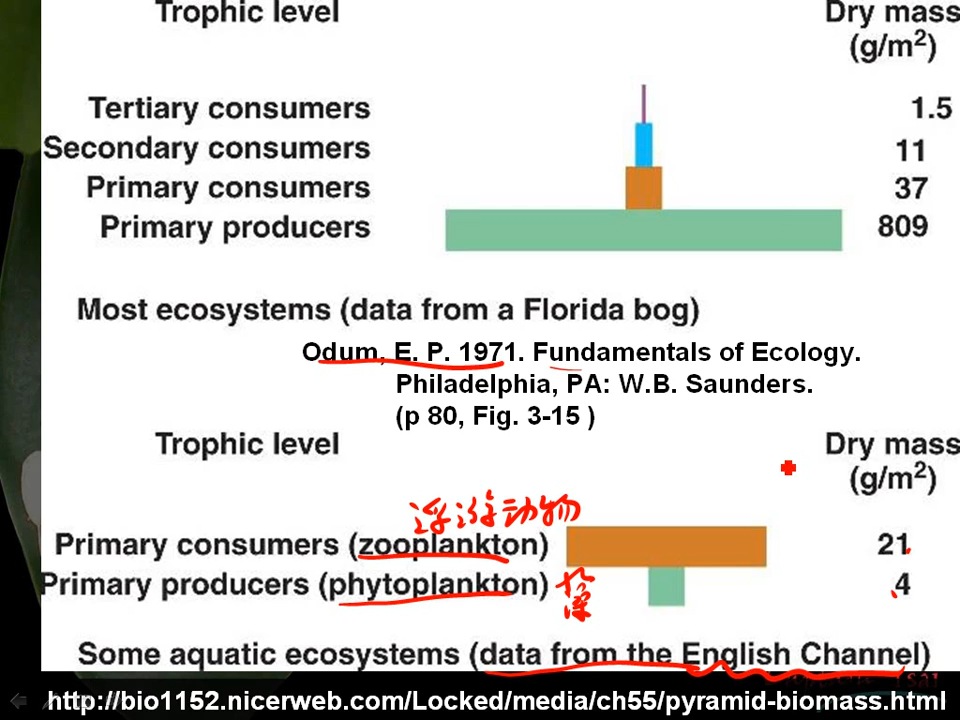 Trophic level Dry mass
(g/m2)
Tertiary consumers 1.5
Secondary consumers 11
Primary consumers 37
Primary producers 809
Most ecosystems (data from a Florida bog)
Odum, E. P. 1971. Fundamentals of Ecology.
Philadelphia, PA: W.B. Saunders.
(p 80, Fig. 3-15 )
Trophic level Dry mass
(g/m2)
浮游动物
Primary consumers (zooplankton) 21
Primary producers (phytoplankton) 4
Some aquatic ecosystems (data from the English Channel)
http://bio1152.nicerweb.com/Locked/media/ch55/pyramid-biomass.html